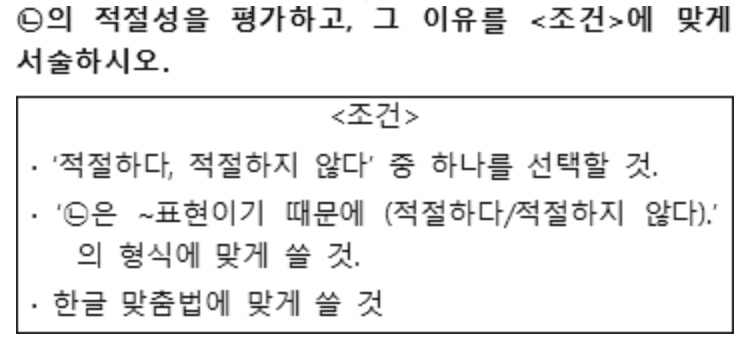 ㉡의 적절성을 평가하고, 그 이유를 <조건>에 맞게
서술하시오.
<조건>
· ‘적절하다, 적절하지 않다’ 중 하나를 선택할 것.
· ‘㉡은 ~표현이기 때문에 (적절하다/적절하지 않다).’
의 형식에 맞게 쓸 것.
· 한글 맞춤법에 맞게 쓸 것